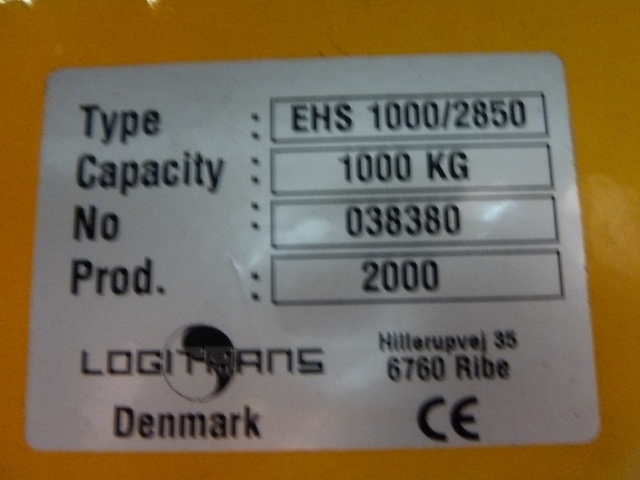 Type : EHS 1000/2850
Capacity : 1000 KG
No : 038380
Prod. : 2000
LOGITRANS
Denmark
Hillerupvej 35
6760 Ribe
CE